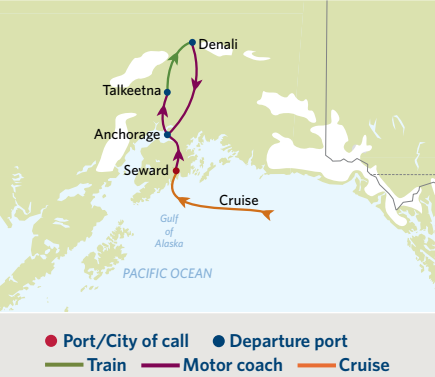 Denali
Talkeetna
Anchorage
Seward
Cruise
Gulf
of
Alaska
PACIFIC OCEAN
Port/City of call
Departure port
Train
Motor coach
Cruise